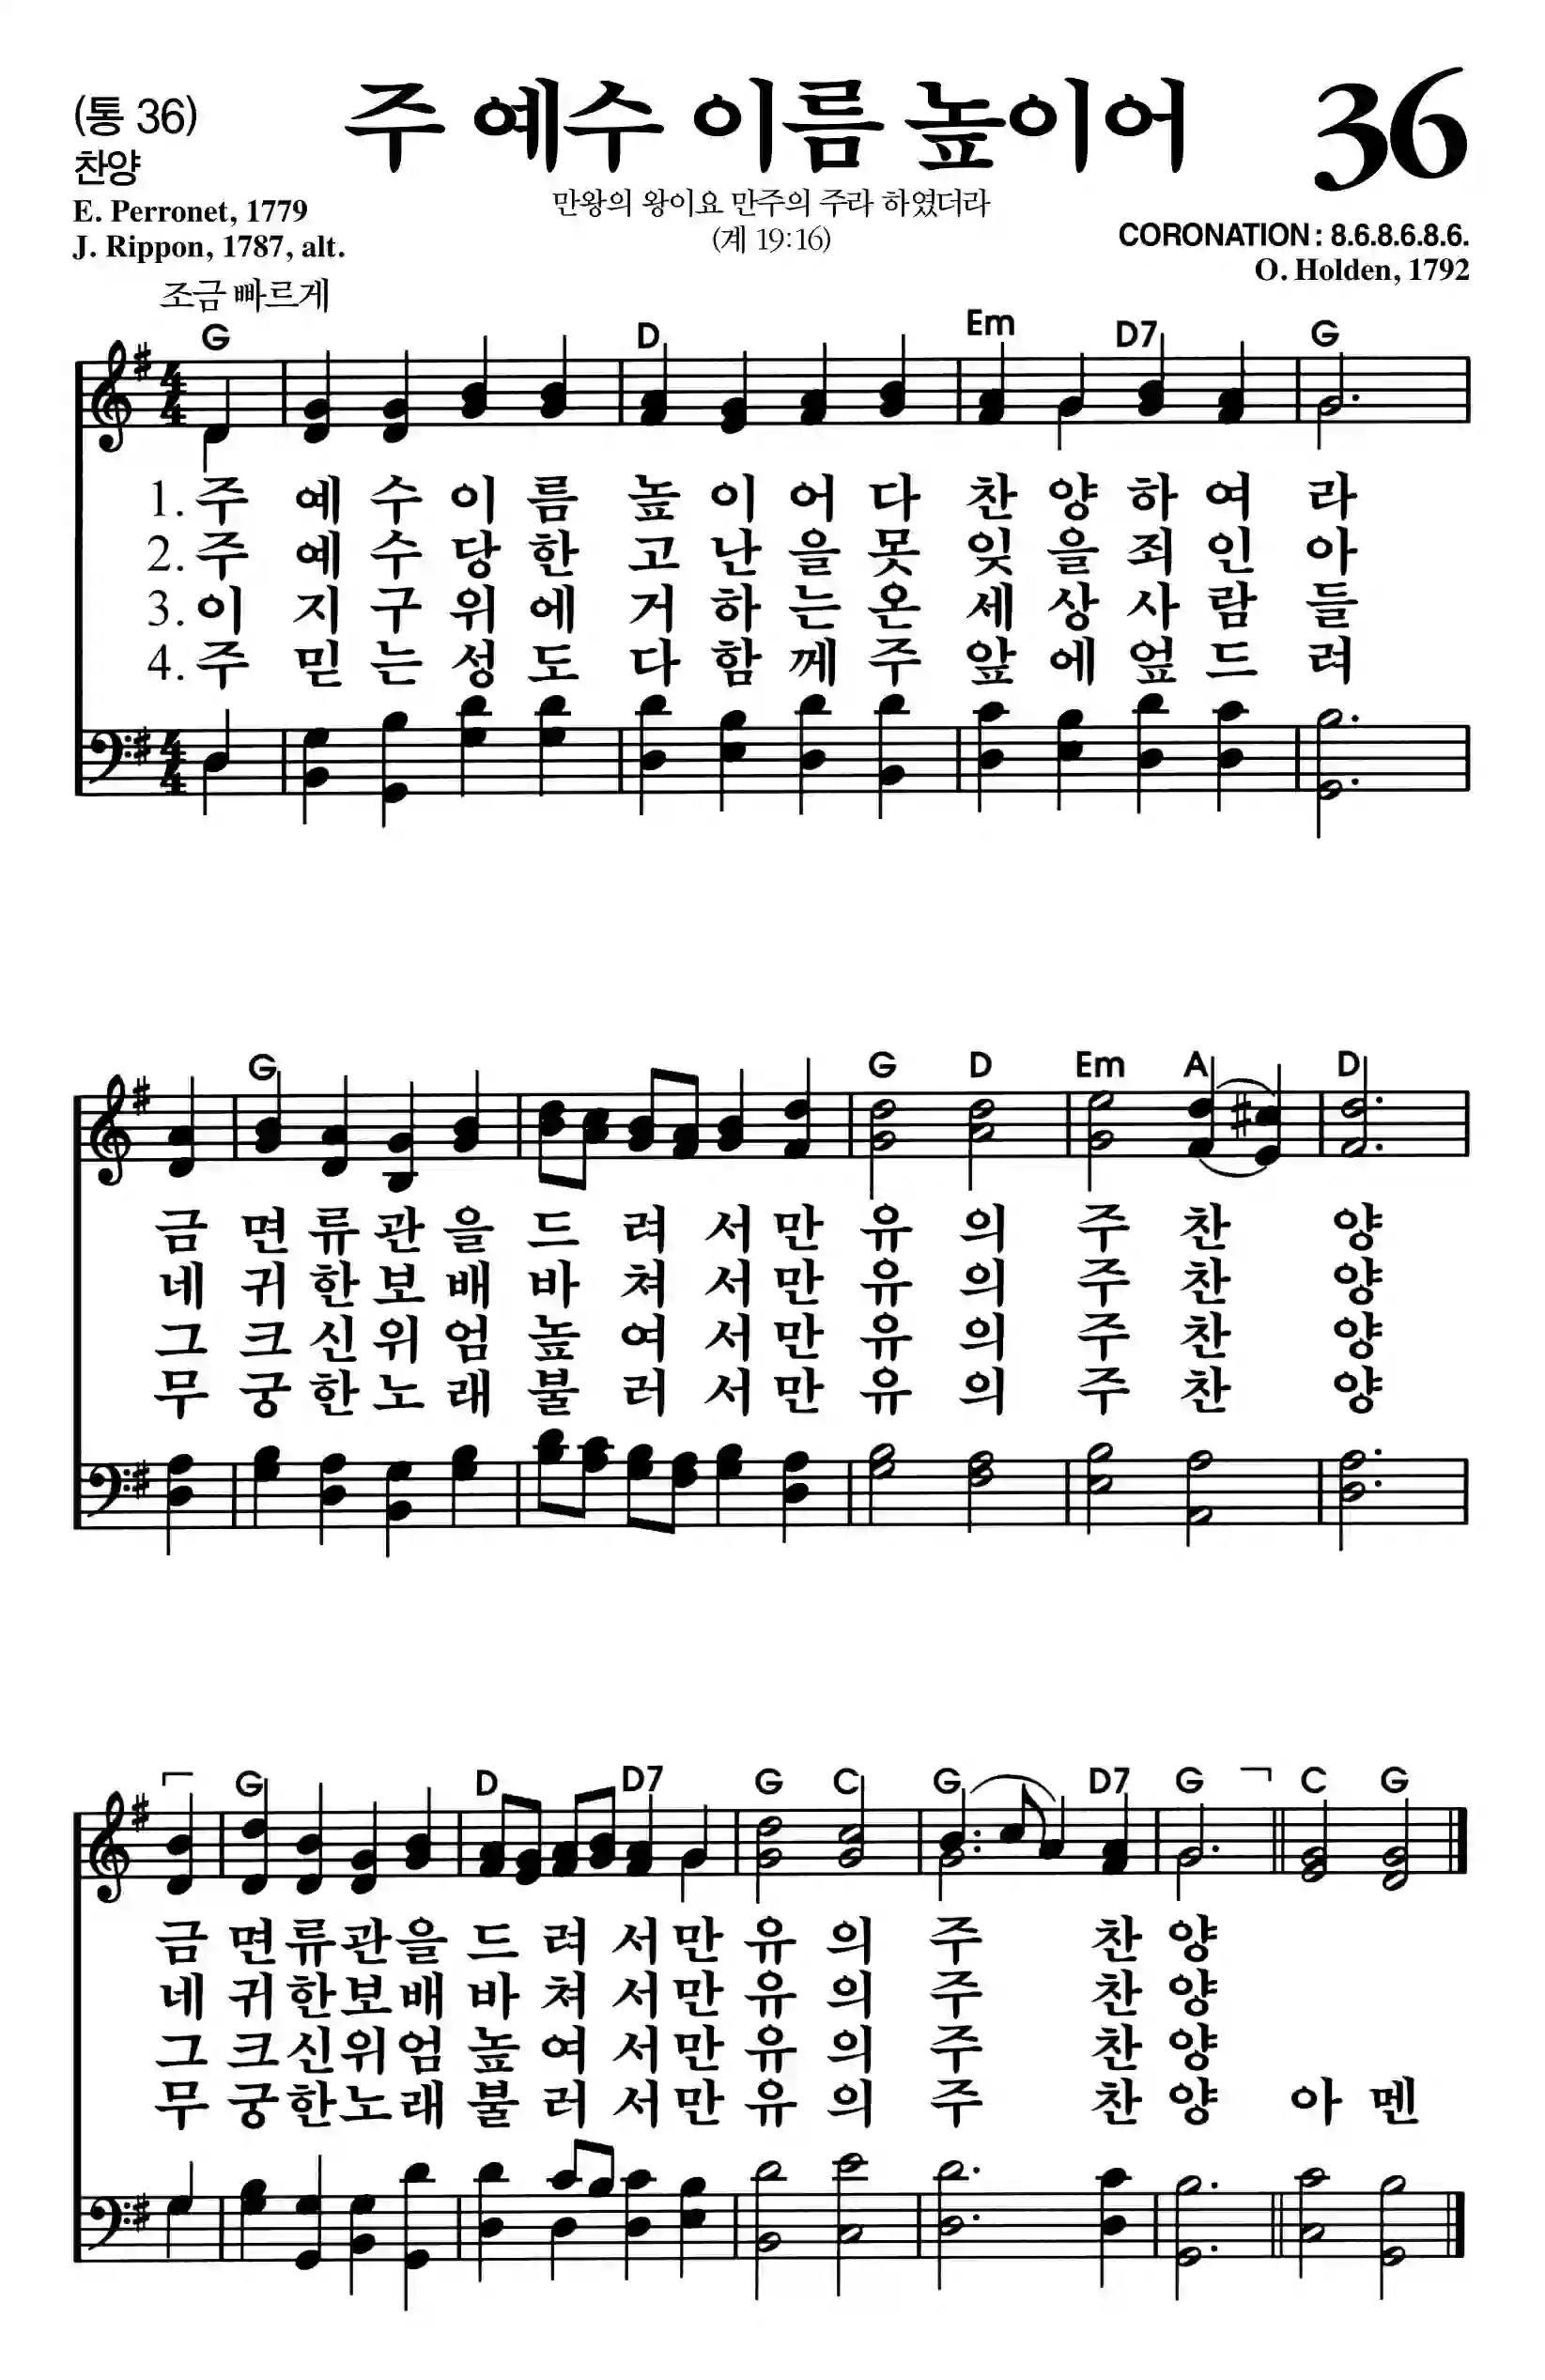 (통 36)
주 예수 이름 높이어
36
찬양
E. Perronet, 1779
J. Rippon, 1787, alt.
만왕의 왕이요 만주의 주라 하였더라
(계 19:16)
CORONATION : 8.6.8.6.8.6.
O. Holden, 1792
조금 빠르게
G D Em D7 G
1. 주 예 수 이 름 높 이 어 다 찬 양 하 여 라
2. 주 예 수 당 한 고 난 을 못 잊 을 죄 인 아
3. 이 지 구 위 에 거 하 는 온 세 상 사 람 들
4. 주 믿 는 성 도 다 함 께 주 앞 에 엎 드 려
G G D Em A D
금 면 류 관 을 드 려 서 만 유 의 주 찬 양
네 귀 한 보 배 바 쳐 서 만 유 의 주 찬 양
그 크 신 위 엄 높 여 서 만 유 의 주 찬 양
무 궁 한 노 래 불 러 서 만 유 의 주 찬 양
G D D7 G C G D7 G C G
금 면 류 관 을 드 려 서 만 유 의 주 찬 양
네 귀 한 보 배 바 쳐 서 만 유 의 주 찬 양
그 크 신 위 엄 높 여 서 만 유 의 주 찬 양
무 궁 한 노 래 불 러 서 만 유 의 주 찬 양 아 멘